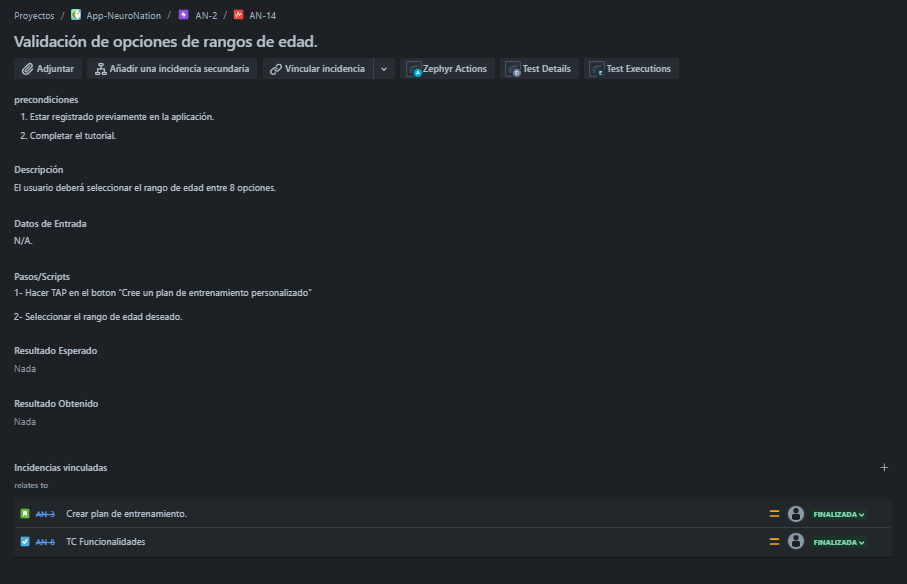 Proyectos / App-NeuroNation / AN-2 / AN-14
Validación de opciones de rangos de edad.
Adjuntar Añadir una incidencia secundaria Vincular incidencia Zephyr Actions Test Details Test Executions
precondiciones
1. Estar registrado previamente en la aplicación.
2. Completar el tutorial.
Descripción
El usuario deberá seleccionar el rango de edad entre 8 opciones.
Datos de Entrada
N/A.
Pasos/Scripts
1- Hacer TAP en el boton "Cree un plan de entrenamiento personalizado"
2- Seleccionar el rango de edad deseado.
Resultado Esperado
Nada
Resultado Obtenido
Nada
Incidencias vinculadas
relates to
AN-3 Crear plan de entrenamiento. FINALIZADA
AN-8 TC Funcionalidades FINALIZADA